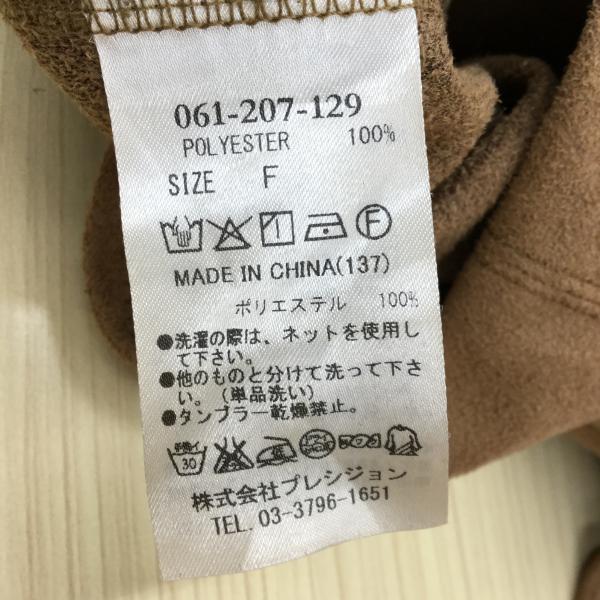 061-207-129
POLYESTER 100%
SIZE F
F
MADE IN CHINA(137)
ポリエステル 100%
●洗濯の際は、ネットを使用し
て下さい。
●他のものと分けて洗って下さ
い。（単品洗い）
●タンブラー乾燥禁止。
30
株式会社プレシジョン
TEL. 03-3796-1651